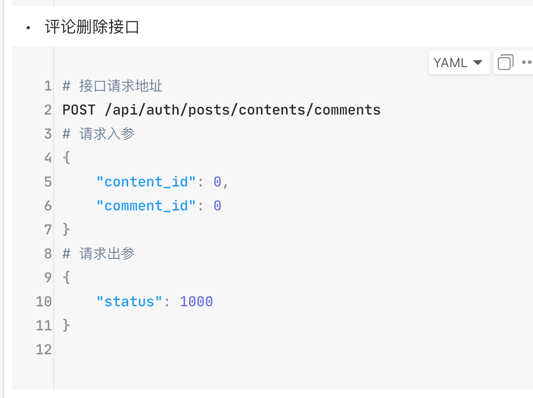 • 评论删除接口
YAML
1 # 接口请求地址
2 POST /api/auth/posts/contents/comments
3 # 请求入参
4 {
5     "content_id": 0,
6     "comment_id": 0
7 }
8 # 请求出参
9 {
10     "status": 1000
11 }
12